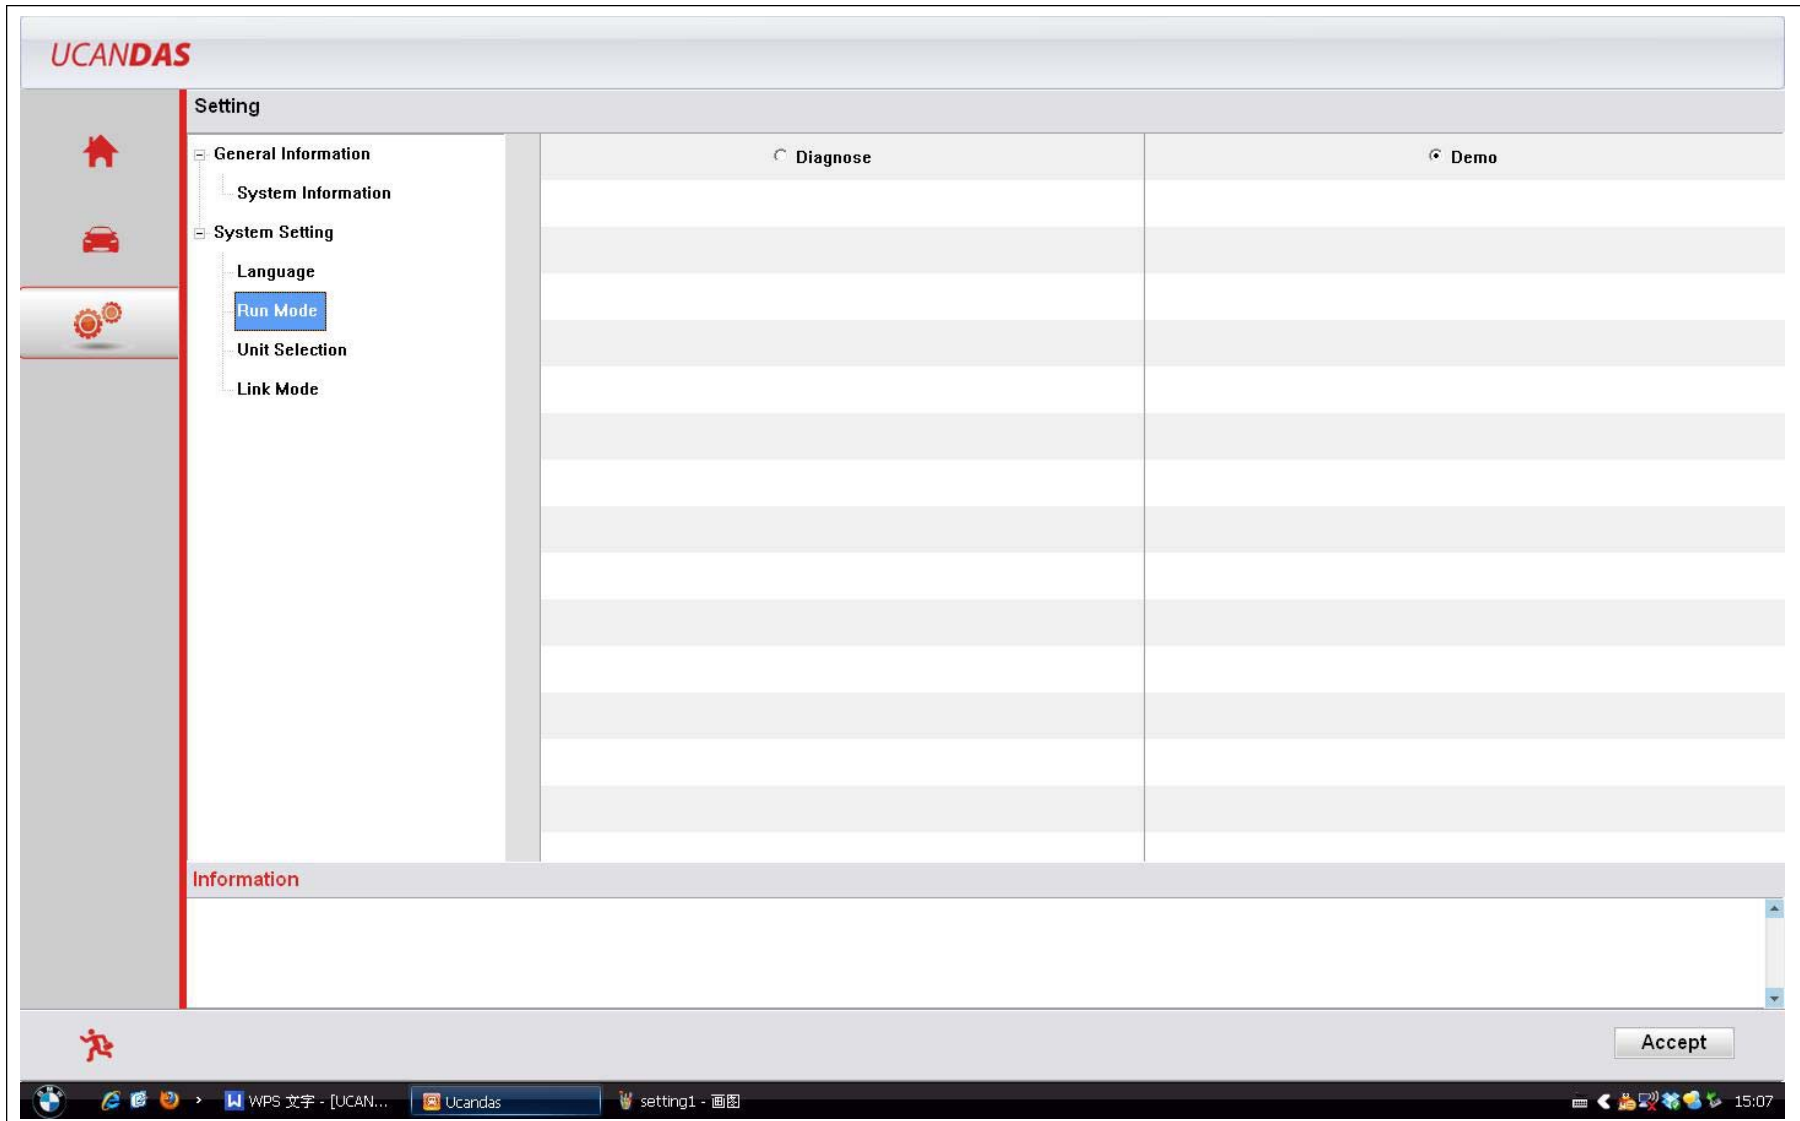 UCANDAS
Setting
General Information
System Information
System Setting
Language
Run Mode
Unit Selection
Link Mode
Diagnose
Demo
Information
Accept
WPS 文字 - [UCAN...
Ucandas
setting1 - 画图
15:07